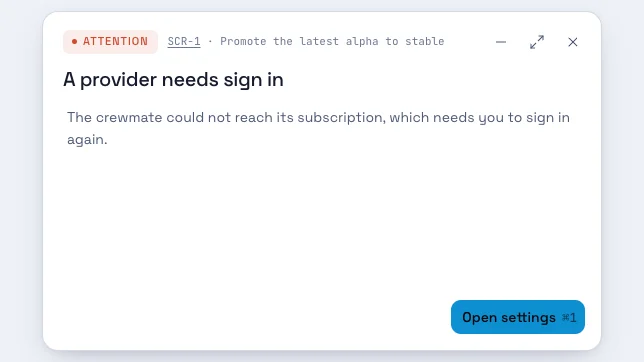 ATTENTION SCR-1 · Promote the latest alpha to stable
A provider needs sign in
The crewmate could not reach its subscription, which needs you to sign in
again.
Open settings ⌘1